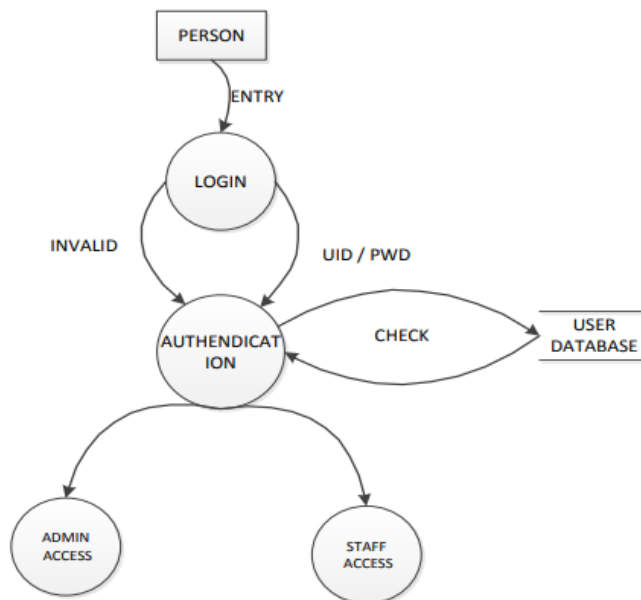 PERSON
ENTRY
LOGIN
INVALID
UID / PWD
AUTHENDICAT
ION
CHECK
USER
DATABASE
ADMIN
ACCESS
STAFF
ACCESS